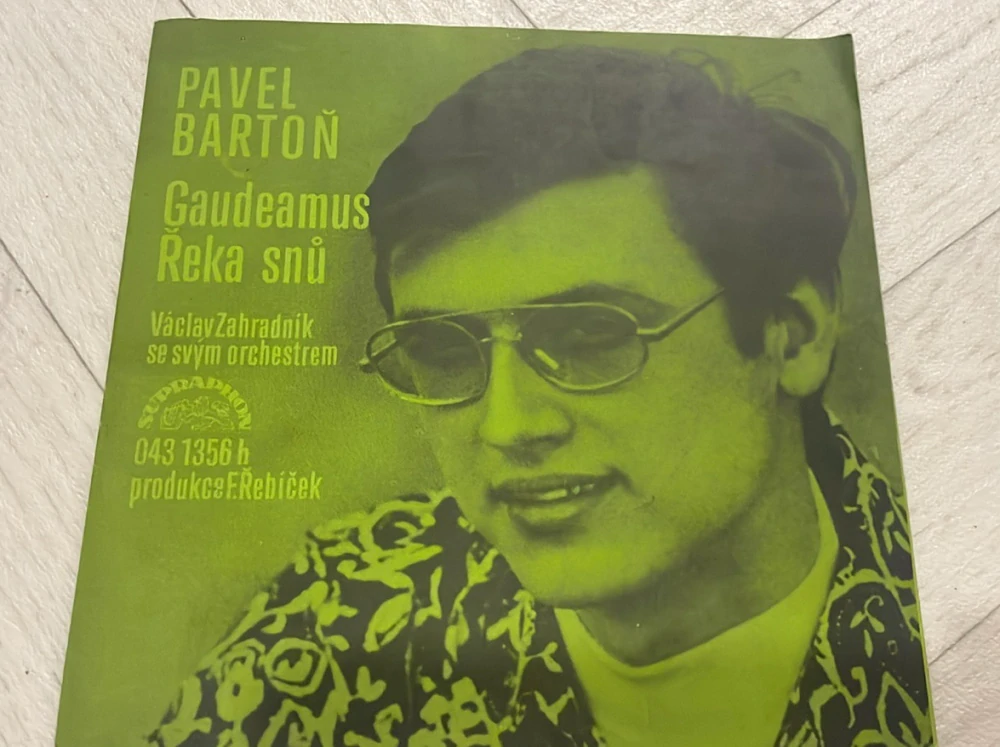 PAVEL
BARTOŇ
Gaudeamus
Řeka snů
Václav Zahradník
se svým orchestrem
SUPRAPHON
043 1356 h
produkce F.Řebíček